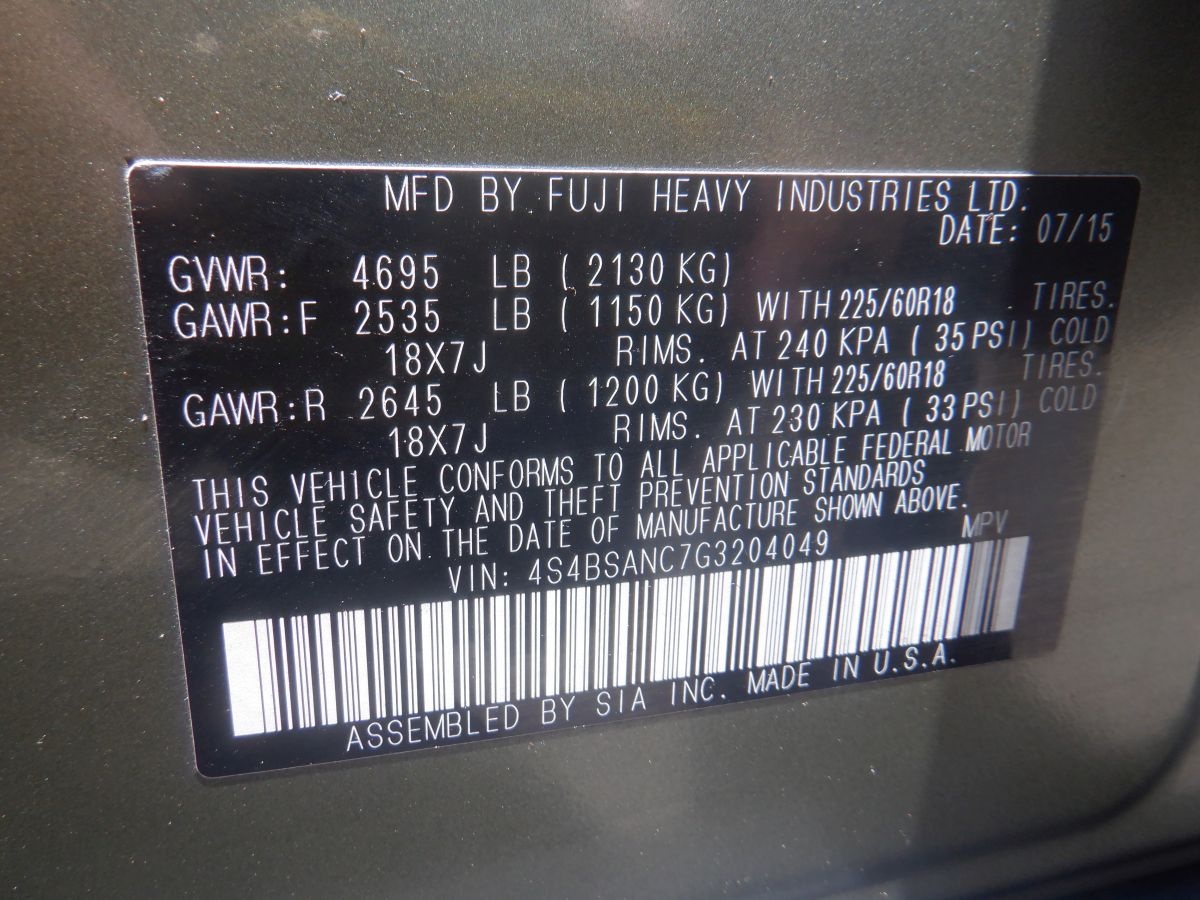 MFD BY FUJI HEAVY INDUSTRIES LTD.
DATE: 07/15
GVWR: 4695 LB ( 2130 KG)
GAWR:F 2535 LB ( 1150 KG) WITH 225/60R18 TIRES.
18X7J RIMS. AT 240 KPA ( 35 PSI) COLD
GAWR:R 2645 LB ( 1200 KG) WITH 225/60R18 TIRES.
18X7J RIMS. AT 230 KPA ( 33 PSI) COLD
THIS VEHICLE CONFORMS TO ALL APPLICABLE FEDERAL MOTOR
VEHICLE SAFETY AND THEFT PREVENTION STANDARDS
IN EFFECT ON THE DATE OF MANUFACTURE SHOWN ABOVE.
VIN: 4S4BSANC7G3204049 MPV
ASSEMBLED BY SIA INC. MADE IN U.S.A.